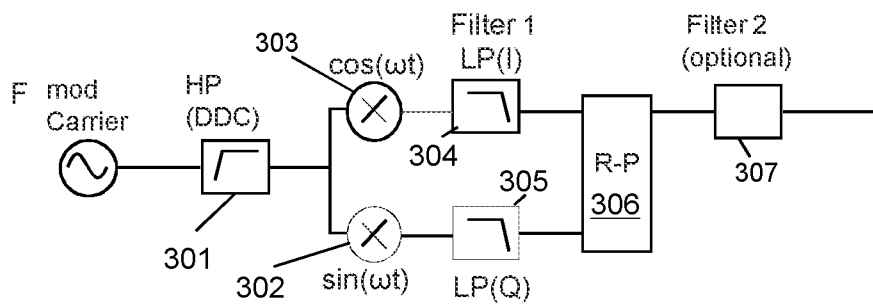 Filter 1
LP(I)
Filter 2
(optional)
303
cos(ωt)
F mod
Carrier
HP
(DDC)
304
R-P
306
307
305
301
302
sin(ωt)
LP(Q)